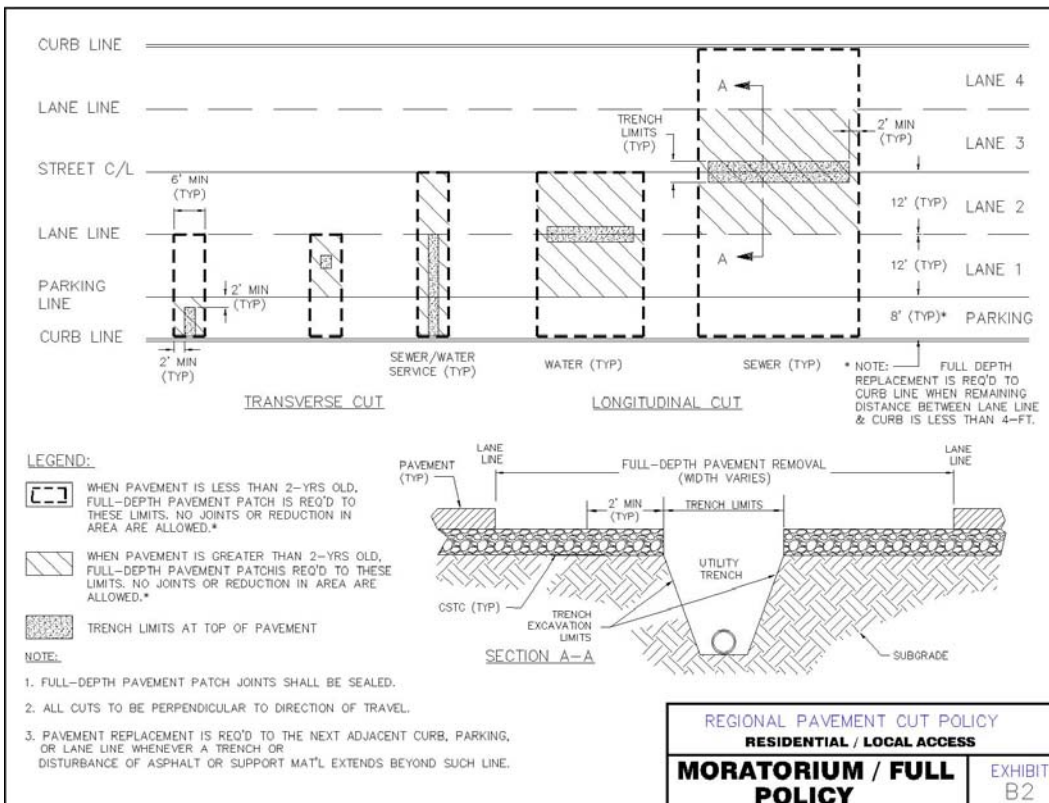 CURB LINE
LANE LINE
STREET C/L
6' MIN
(TYP)
LANE LINE
PARKING
LINE
CURB LINE
2' MIN
(TYP)
2' MIN
(TYP)
SEWER/WATER
SERVICE (TYP)
WATER (TYP)
SEWER (TYP)
TRENCH
LIMITS
(TYP)
A
A
2' MIN
(TYP)
12' (TYP)
12' (TYP)
8' (TYP)*
LANE 4
LANE 3
LANE 2
LANE 1
PARKING
TRANSVERSE CUT
LONGITUDINAL CUT
* NOTE: FULL DEPTH
REPLACEMENT IS REQ'D TO
CURB LINE WHEN REMAINING
DISTANCE BETWEEN LANE LINE
& CURB IS LESS THAN 4-FT.
LEGEND:
WHEN PAVEMENT IS LESS THAN 2-YRS OLD,
FULL-DEPTH PAVEMENT PATCH IS REQ'D TO
THESE LIMITS. NO JOINTS OR REDUCTION IN
AREA ARE ALLOWED.*
WHEN PAVEMENT IS GREATER THAN 2-YRS OLD,
FULL-DEPTH PAVEMENT PATCHIS REQ'D TO THESE
LIMITS. NO JOINTS OR REDUCTION IN AREA ARE
ALLOWED.*
TRENCH LIMITS AT TOP OF PAVEMENT
NOTE:
1. FULL-DEPTH PAVEMENT PATCH JOINTS SHALL BE SEALED.
2. ALL CUTS TO BE PERPENDICULAR TO DIRECTION OF TRAVEL.
3. PAVEMENT REPLACEMENT IS REQ'D TO THE NEXT ADJACENT CURB, PARKING,
OR LANE LINE WHENEVER A TRENCH OR
DISTURBANCE OF ASPHALT OR SUPPORT MAT'L EXTENDS BEYOND SUCH LINE.
PAVEMENT
(TYP)
LANE
LINE
FULL-DEPTH PAVEMENT REMOVAL
(WIDTH VARIES)
LANE
LINE
2' MIN
(TYP)
TRENCH LIMITS
UTILITY
TRENCH
CSTC (TYP)
TRENCH
EXCAVATION
LIMITS
SUBGRADE
SECTION A-A
REGIONAL PAVEMENT CUT POLICY
RESIDENTIAL / LOCAL ACCESS
MORATORIUM / FULL
POLICY
EXHIBIT
B2